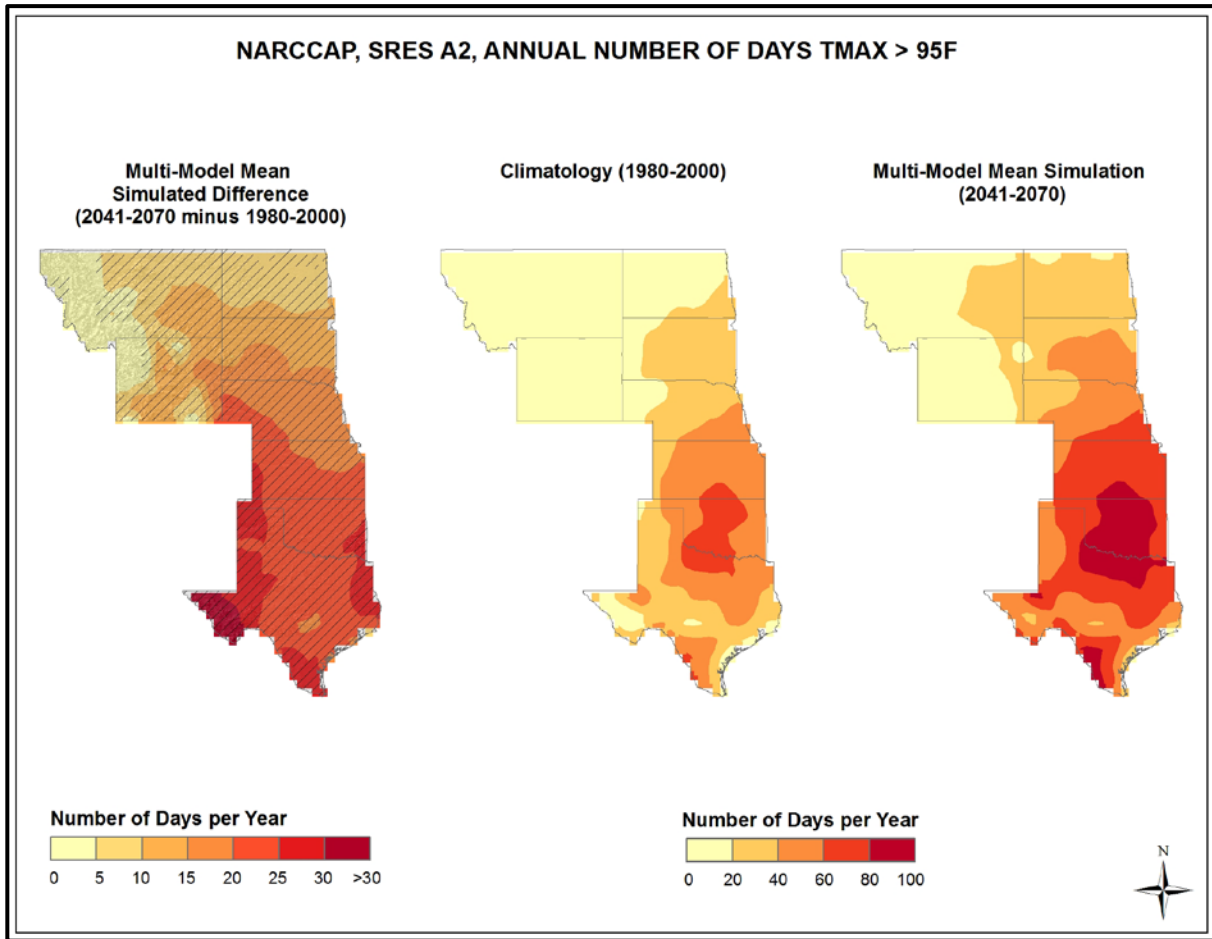 NARCCAP, SRES A2, ANNUAL NUMBER OF DAYS TMAX > 95F
Multi-Model Mean
Simulated Difference
(2041-2070 minus 1980-2000)
Climatology (1980-2000)
Multi-Model Mean Simulation
(2041-2070)
Number of Days per Year
0 5 10 15 20 25 30 >30
Number of Days per Year
0 20 40 60 80 100
N